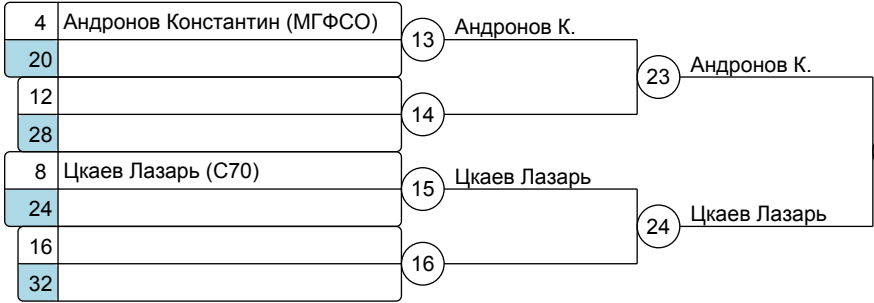 4 Андронов Константин (МГФСО)
20
13 Андронов К.
12
28
14
23 Андронов К.
8 Цкаев Лазарь (С70)
24
15 Цкаев Лазарь
16
32
16
24 Цкаев Лазарь